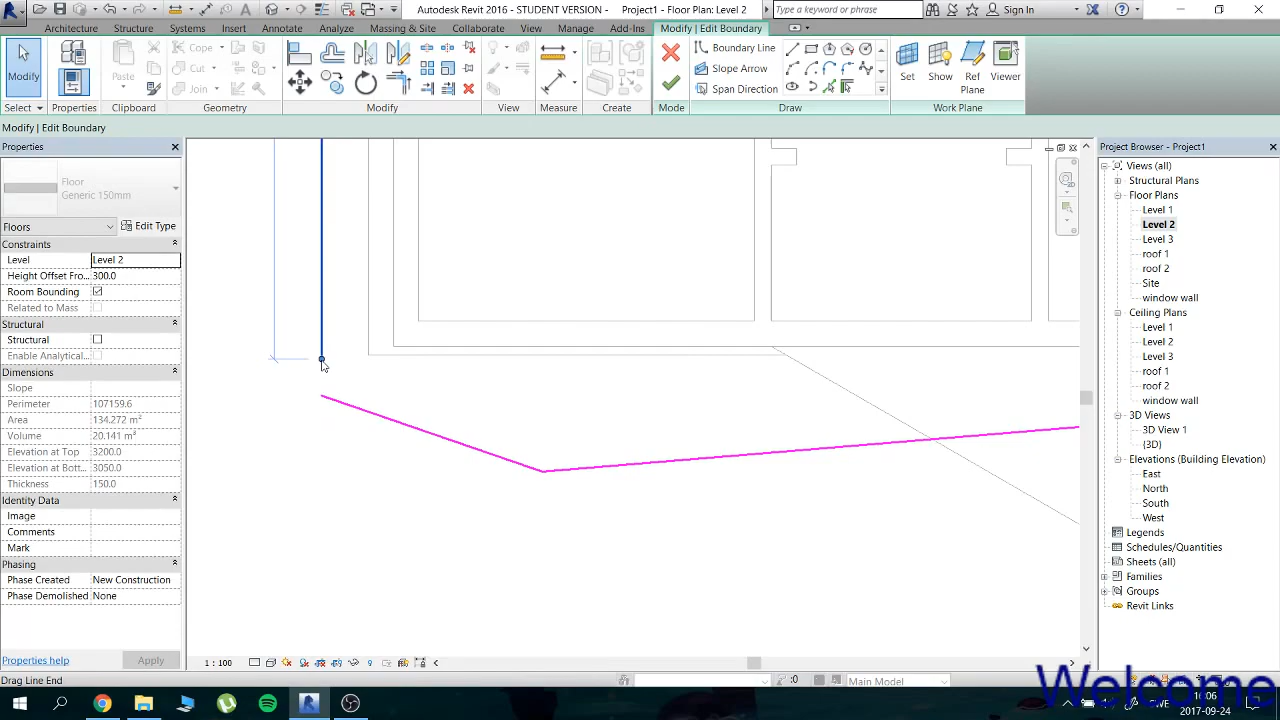 Autodesk Revit 2016 - STUDENT VERSION - Project1 - Floor Plan: Level 2
Type a keyword or phrase
Sign In
Architecture Structure Systems Insert Annotate Analyze Massing & Site Collaborate View Manage Add-Ins Modify | Edit Boundary
Modify
Paste
Cope
Cut
Join
Boundary Line
Slope Arrow
Span Direction
Set Show Ref Plane Viewer
Select Properties Clipboard Geometry Modify View Measure Create Mode Draw Work Plane
Modify | Edit Boundary
Properties
Floor
Generic 150mm
Floors
Edit Type
Constraints
Level Level 2
Height Offset Fro... 300.0
Room Bounding
Related to Mass
Structural
Structural
Enable Analytical...
Dimensions
Slope
Perimeter 107159.6
Area 134.272 m²
Volume 20.141 m³
Elevation at Top 3200.0
Elevation at Bott... 3050.0
Thickness 150.0
Identity Data
Image
Comments
Mark
Phasing
Phase Created New Construction
Phase Demolished None
Properties help
Apply
Project Browser - Project1
Views (all)
Structural Plans
Floor Plans
Level 1
Level 2
Level 3
roof 1
roof 2
Site
window wall
Ceiling Plans
Level 1
Level 2
Level 3
roof 1
roof 2
window wall
3D Views
3D View 1
{3D}
Elevations (Building Elevation)
East
North
South
West
Legends
Schedules/Quantities
Sheets (all)
Families
Groups
Revit Links
1 : 100
Drag Line End
:0
Main Model
Welcome
16:06
2017-09-24